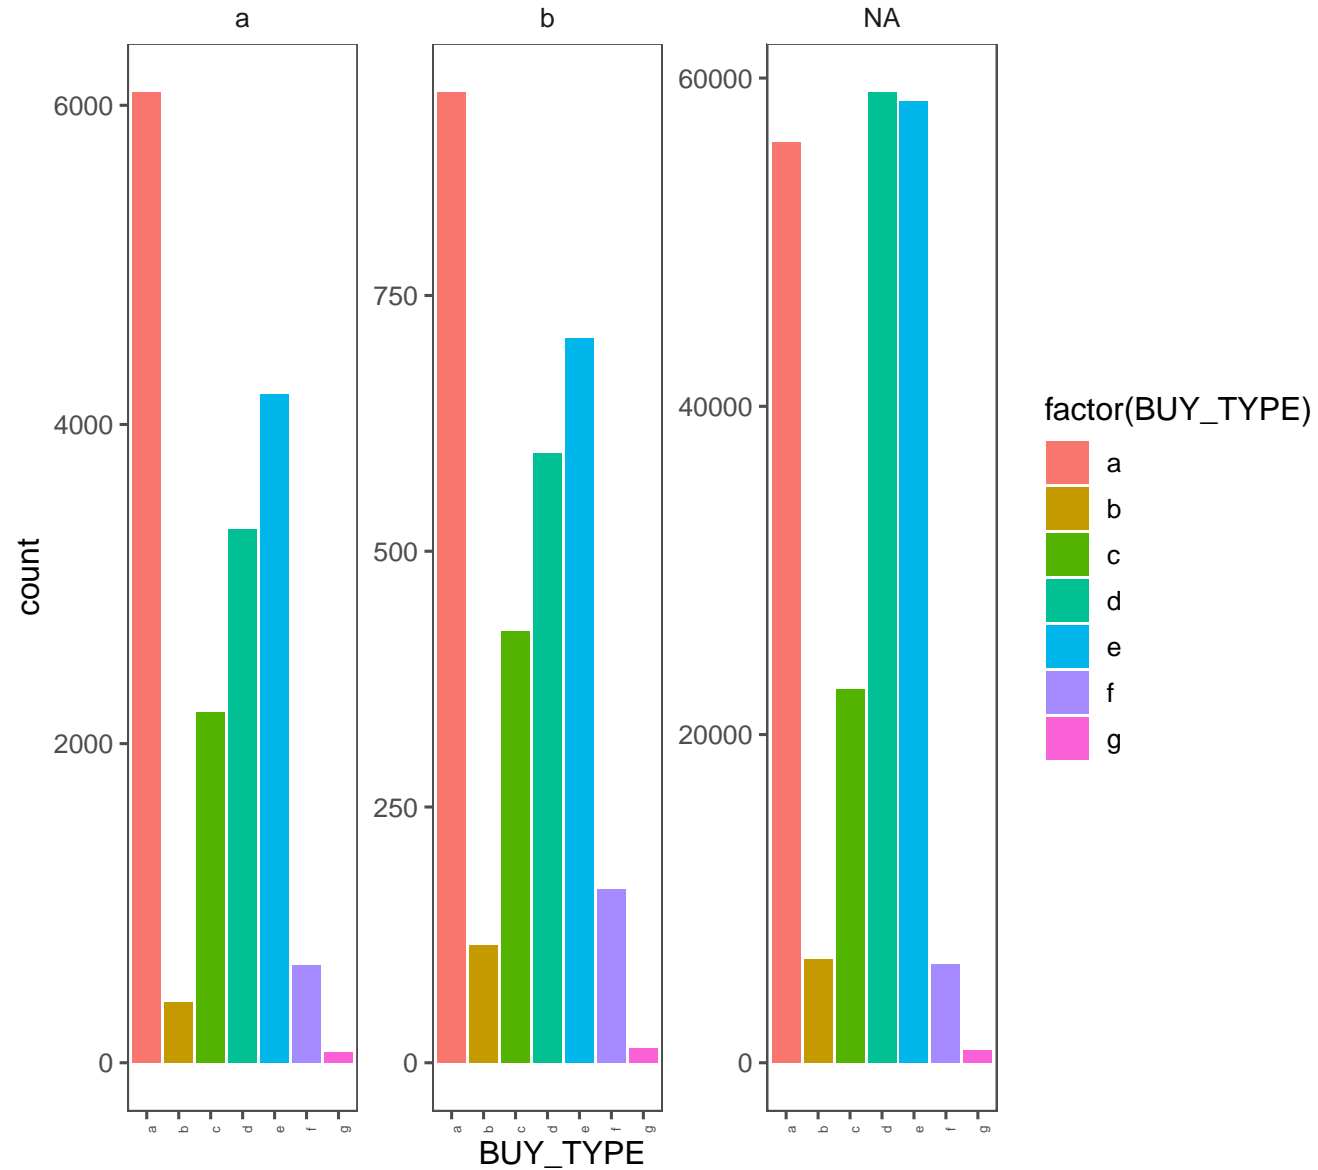 a
b
NA
count
6000
4000
2000
0
750
500
250
0
60000
40000
20000
0
a b c d e f g
a b c d e f g
a b c d e f g
BUY_TYPE
factor(BUY_TYPE)
a
b
c
d
e
f
g